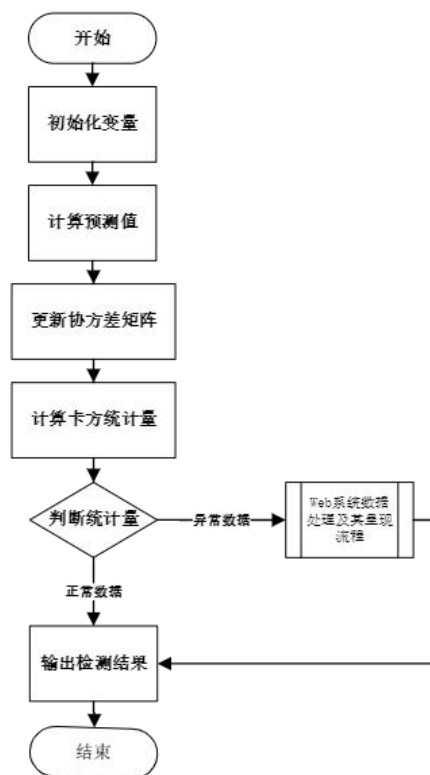 开始
初始化变量
计算预测值
更新协方差矩阵
计算卡方统计量
判断统计量
异常数据
Web系统数据
处理及其呈现
流程
正常数据
输出检测结果
结束